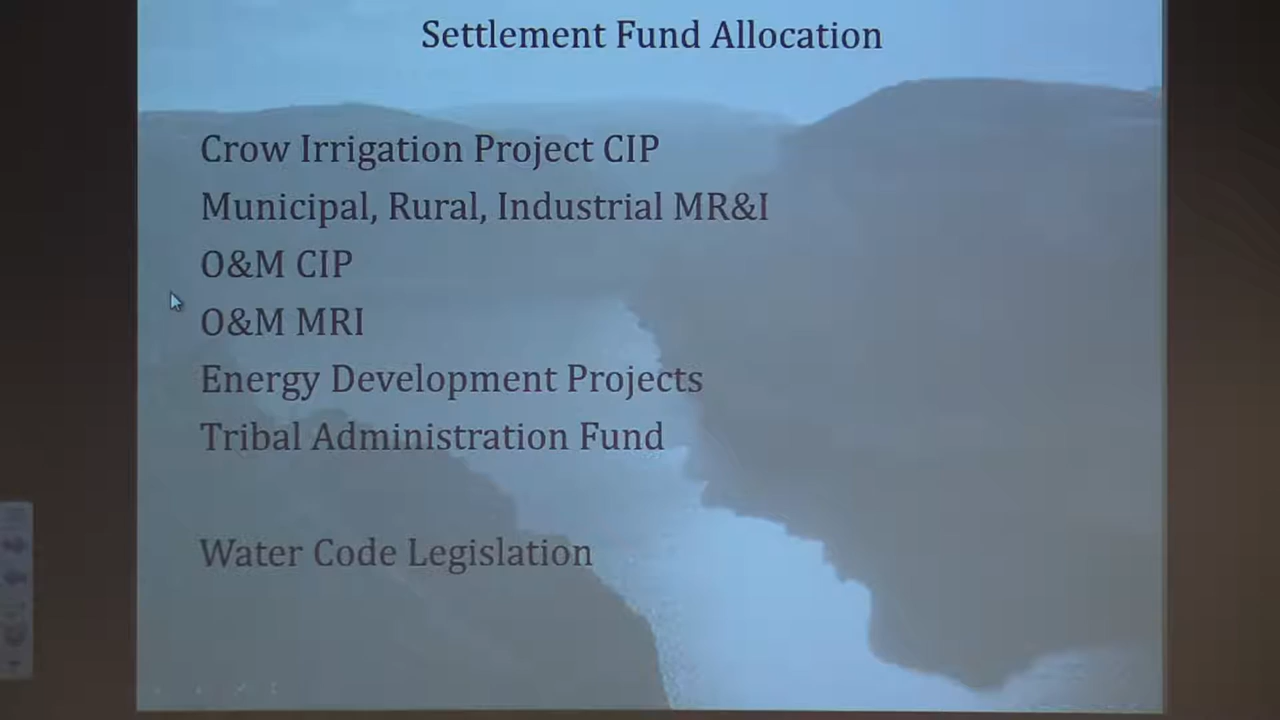 Settlement Fund Allocation
Crow Irrigation Project CIP
Municipal, Rural, Industrial MR&I
O&M CIP
O&M MRI
Energy Development Projects
Tribal Administration Fund
Water Code Legislation